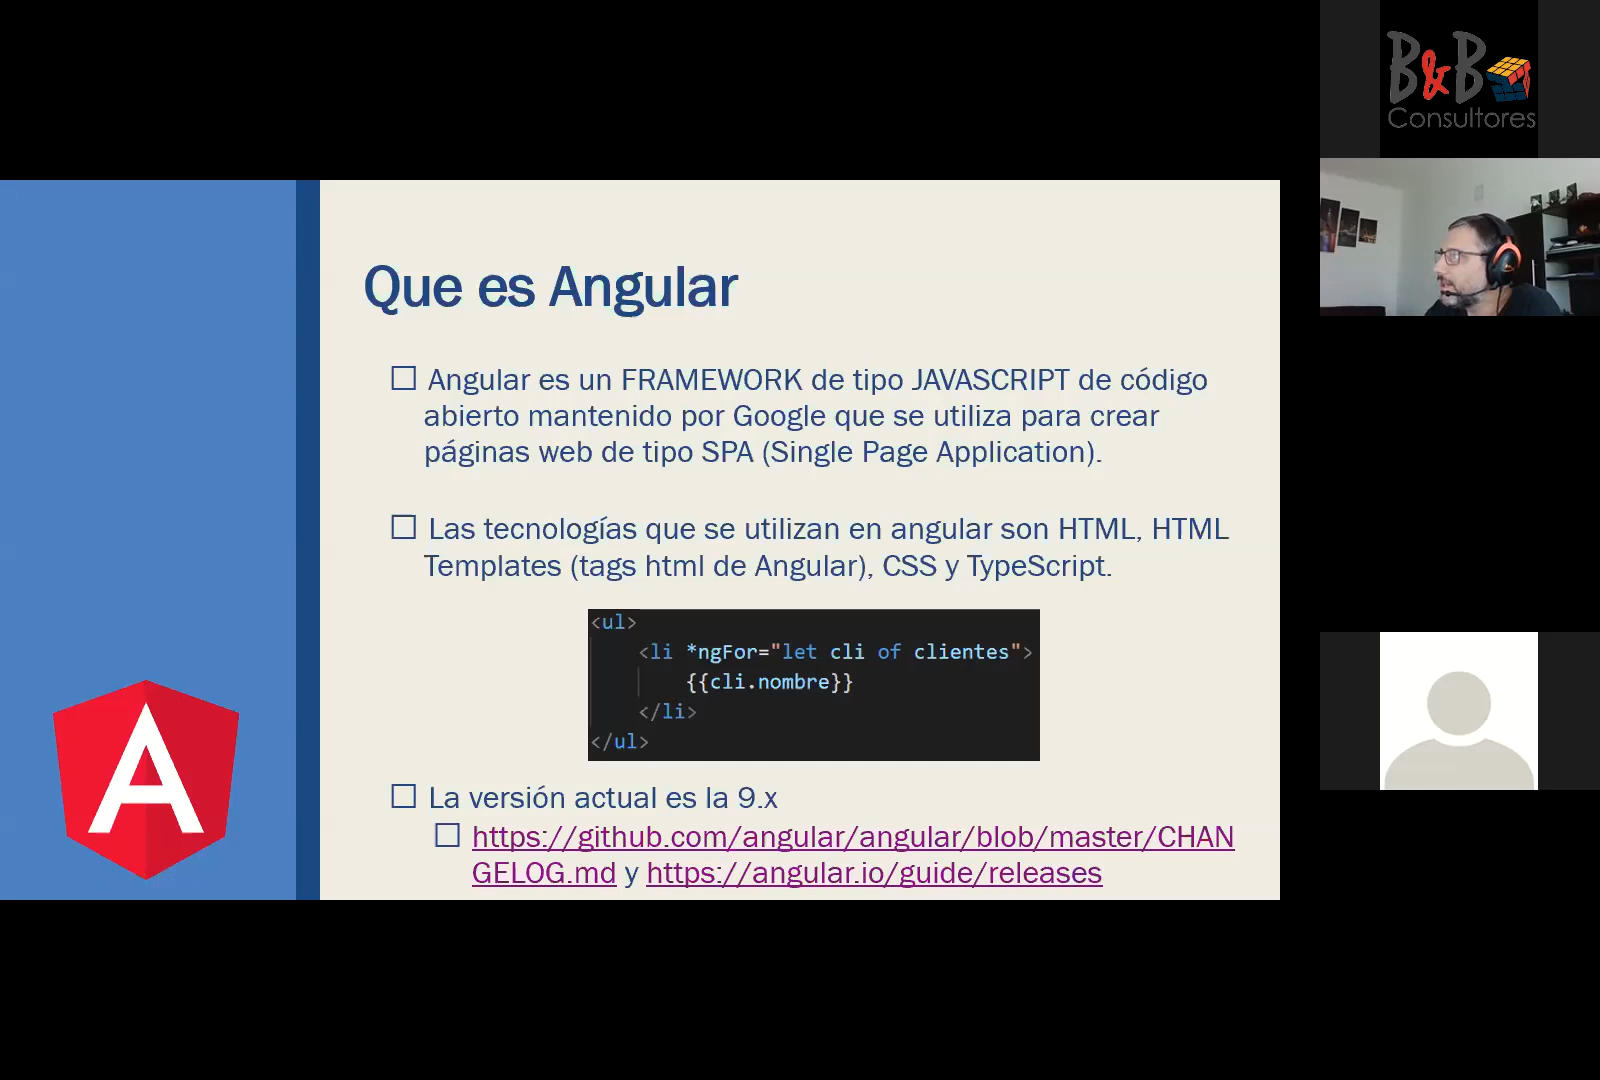 B&B
Consultores
Que es Angular
Angular es un FRAMEWORK de tipo JAVASCRIPT de código
abierto mantenido por Google que se utiliza para crear
páginas web de tipo SPA (Single Page Application).
Las tecnologías que se utilizan en angular son HTML, HTML
Templates (tags html de Angular), CSS y TypeScript.
<ul>
<li *ngFor="let cli of clientes">
{{cli.nombre}}
</li>
</ul>
La versión actual es la 9.x
https://github.com/angular/angular/blob/master/CHAN
GELOG.md y https://angular.io/guide/releases
A